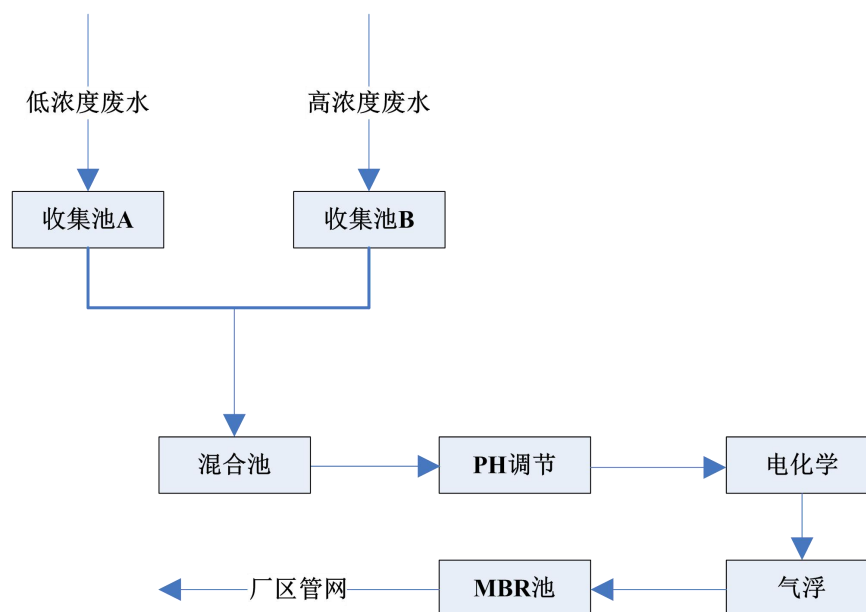 低浓度废水
高浓度废水
收集池A
收集池B
混合池
PH调节
电化学
厂区管网
MBR池
气浮